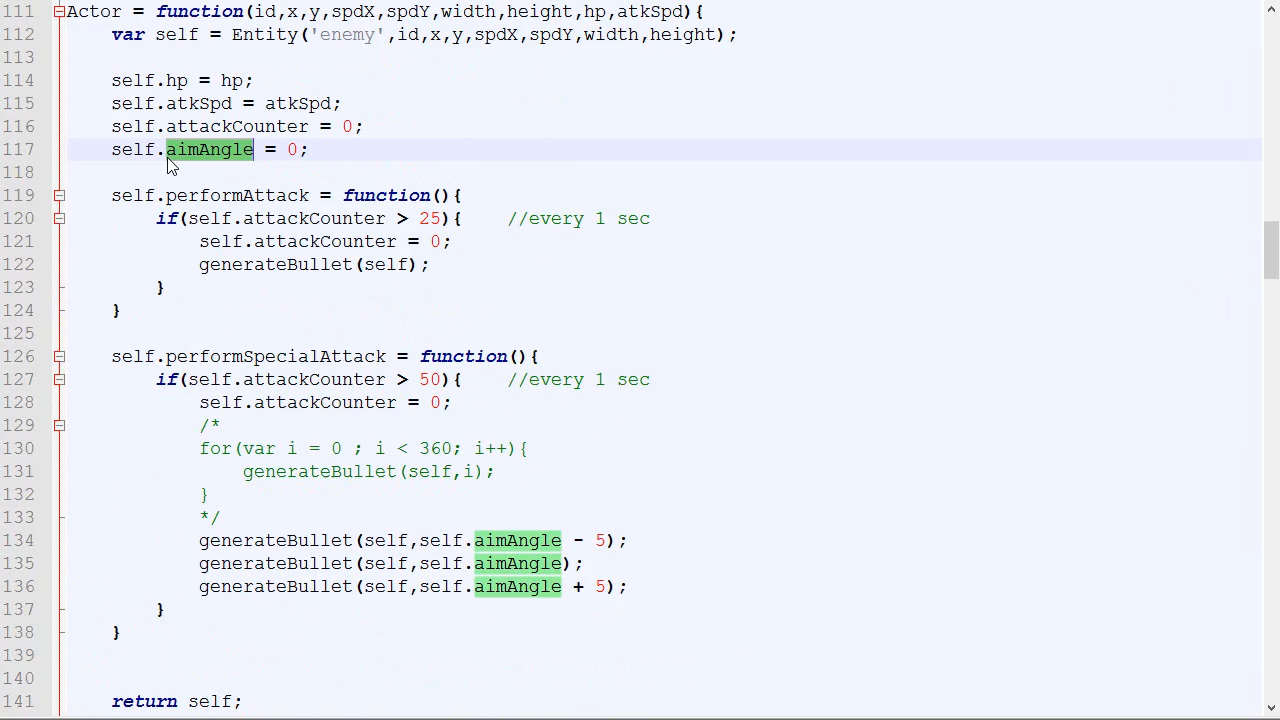 111 Actor = function(id,x,y,spdX,spdY,width,height,hp,atkSpd){
112     var self = Entity('enemy',id,x,y,spdX,spdY,width,height);
113
114     self.hp = hp;
115     self.atkSpd = atkSpd;
116     self.attackCounter = 0;
117     self.aimAngle = 0;
118
119     self.performAttack = function(){
120         if(self.attackCounter > 25){    //every 1 sec
121             self.attackCounter = 0;
122             generateBullet(self);
123         }
124     }
125
126     self.performSpecialAttack = function(){
127         if(self.attackCounter > 50){    //every 1 sec
128             self.attackCounter = 0;
129             /*
130             for(var i = 0 ; i < 360; i++){
131                 generateBullet(self,i);
132             }
133             */
134             generateBullet(self,self.aimAngle - 5);
135             generateBullet(self,self.aimAngle);
136             generateBullet(self,self.aimAngle + 5);
137         }
138     }
139
140
141     return self;